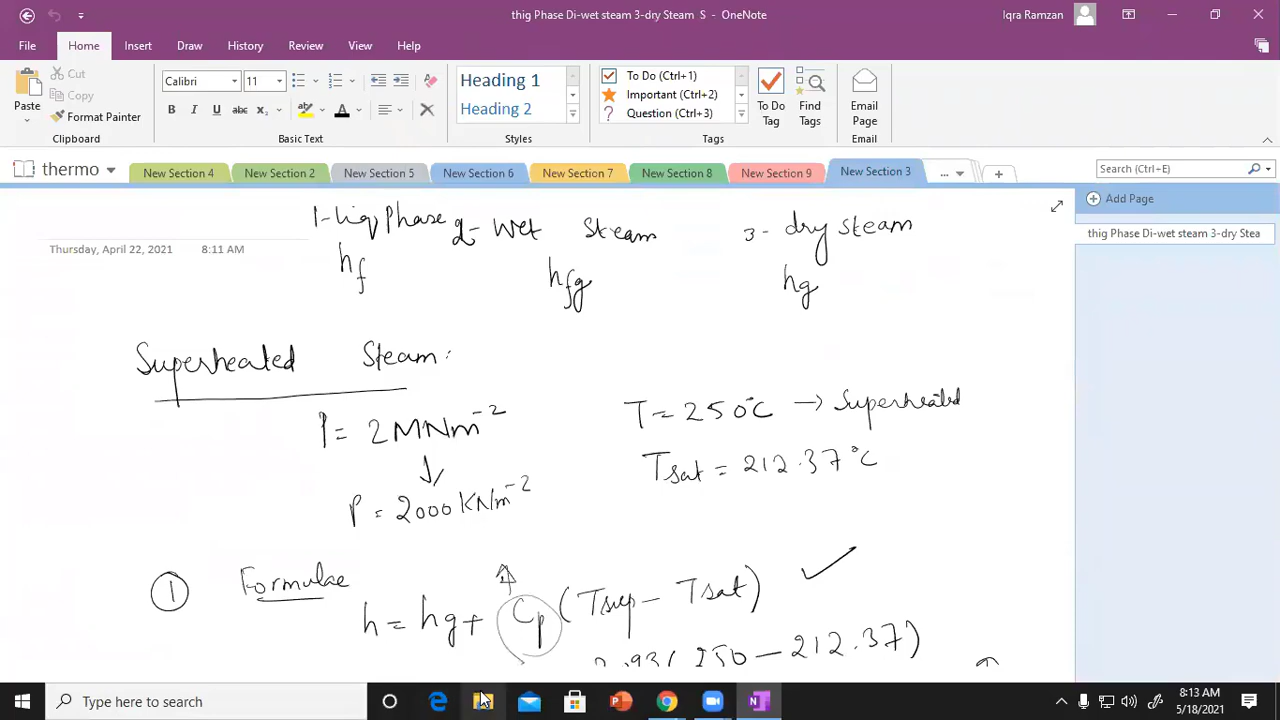 thig Phase Di-wet steam 3-dry Steam S - OneNote
Iqra Ramzan
File Home Insert Draw History Review View Help
Paste
Cut
Copy
Format Painter
Clipboard
Calibri 11
B I U abc A
Basic Text
Heading 1
Heading 2
Styles
To Do (Ctrl+1)
Important (Ctrl+2)
Question (Ctrl+3)
To Do Tag
Find Tags
Tags
Email Page
Email
thermo
New Section 4 New Section 2 New Section 5 New Section 6 New Section 7 New Section 8 New Section 9 New Section 3 ...
Search (Ctrl+E)
Add Page
thig Phase Di-wet steam 3-dry Stea
Thursday, April 22, 2021 8:11 AM
1-liqPhase 2- Wet Steam 3- dry steam
hf hfg hg
Superheated Steam:
P = 2MNm⁻² T = 250°C → Superheated
Tsat = 212.37°C
P = 2000KNm⁻²
① Formulae
h = hg + Cp (Tsup - Tsat)
(250 - 212.37)
Type here to search
8:13 AM
5/18/2021